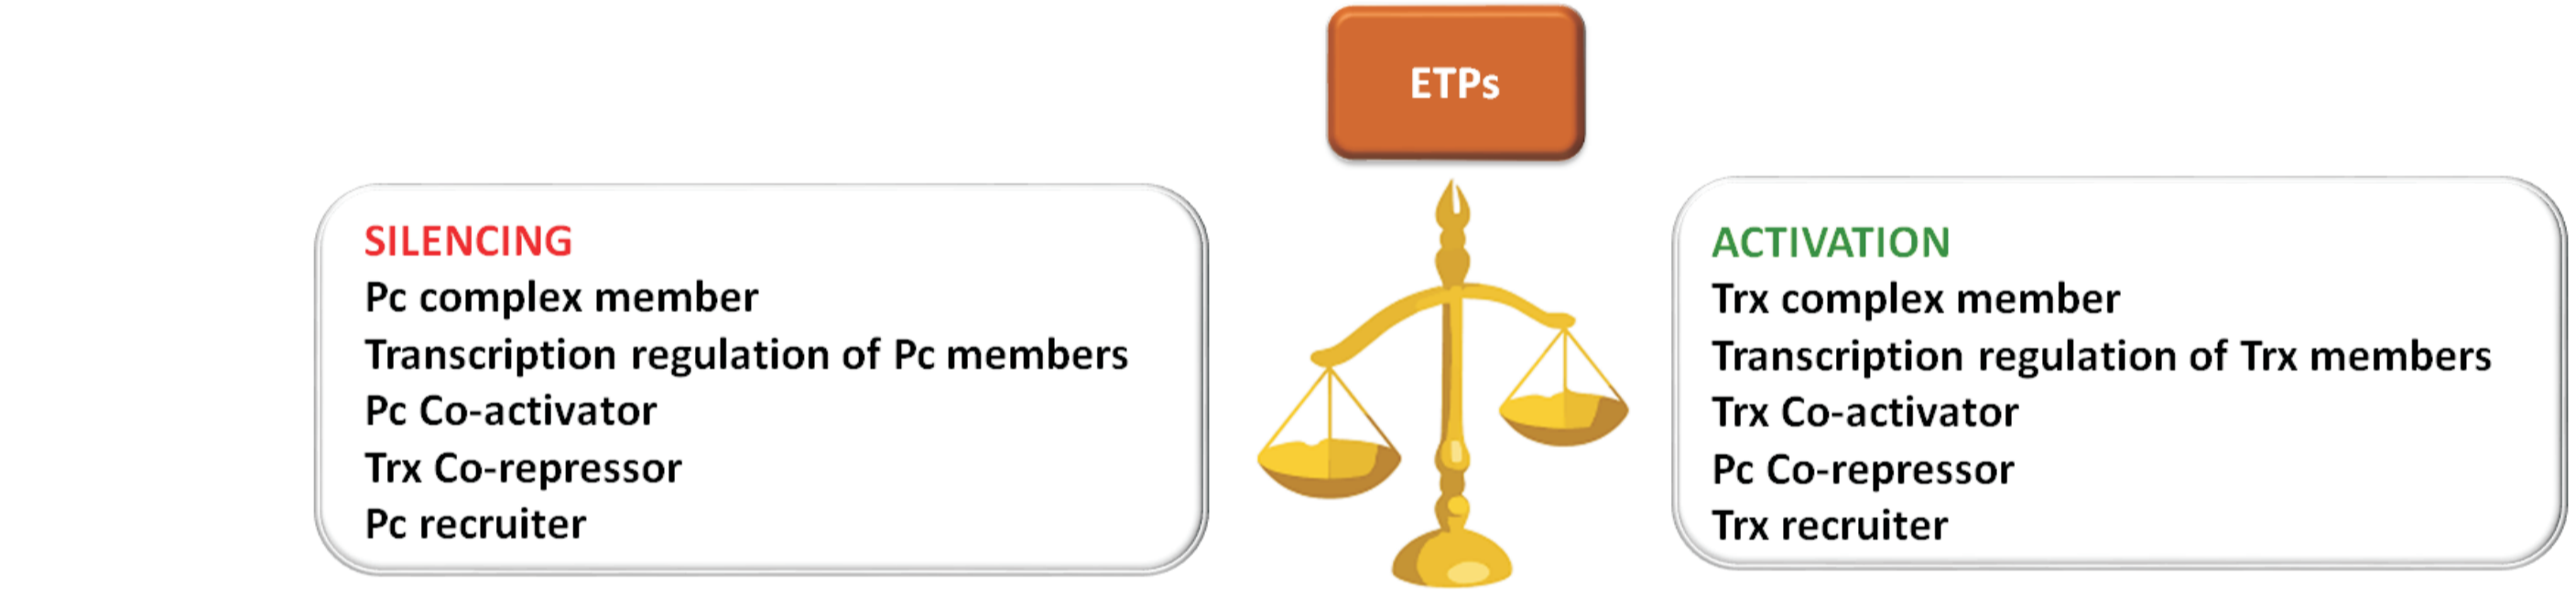 ETPs
SILENCING
Pc complex member
Transcription regulation of Pc members
Pc Co-activator
Trx Co-repressor
Pc recruiter
ACTIVATION
Trx complex member
Transcription regulation of Trx members
Trx Co-activator
Pc Co-repressor
Trx recruiter